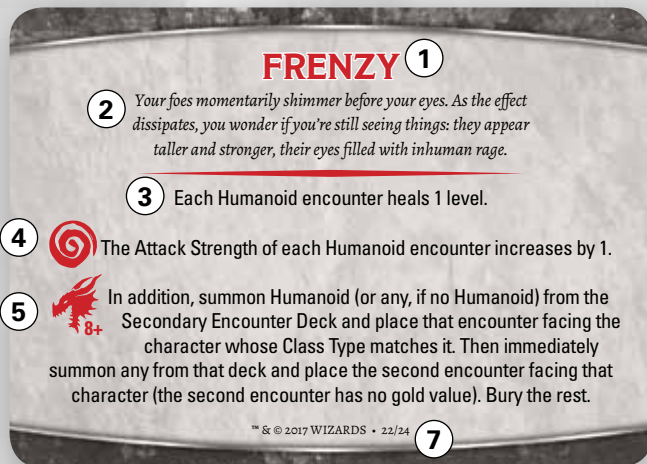 FRENZY 1
2 Your foes momentarily shimmer before your eyes. As the effect
dissipates, you wonder if you're still seeing things: they appear
taller and stronger, their eyes filled with inhuman rage.
3 Each Humanoid encounter heals 1 level.
4 The Attack Strength of each Humanoid encounter increases by 1.
5 8+ In addition, summon Humanoid (or any, if no Humanoid) from the
Secondary Encounter Deck and place that encounter facing the
character whose Class Type matches it. Then immediately
summon any from that deck and place the second encounter facing that
character (the second encounter has no gold value). Bury the rest.
™ & © 2017 WIZARDS • 22/24 7